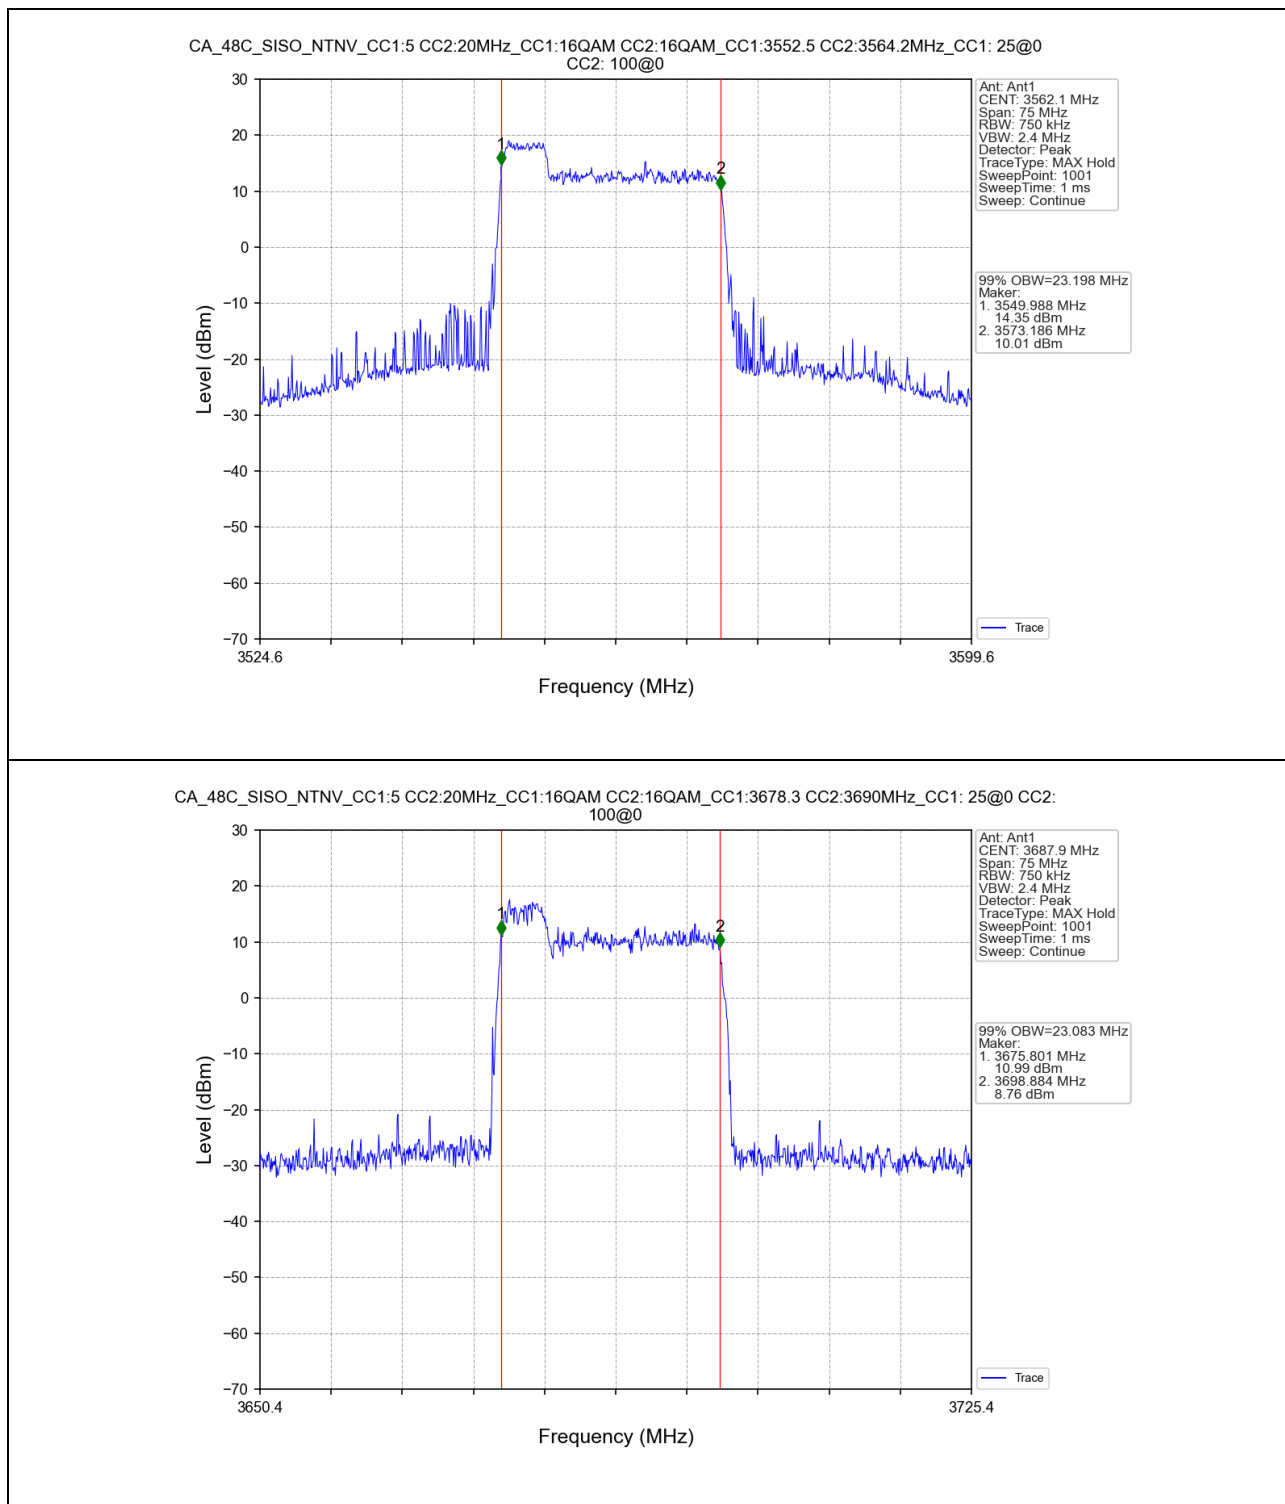 CA_48C_SISO_NTNV_CC1:5 CC2:20MHz_CC1:16QAM CC2:16QAM_CC1:3552.5 CC2:3564.2MHz_CC1: 25@0
CC2: 100@0
30
20
10
0
−10
−20
−30
−40
−50
−60
−70
Level (dBm)
1
2
3524.6
3599.6
Frequency (MHz)
Ant: Ant1
CENT: 3562.1 MHz
Span: 75 MHz
RBW: 750 kHz
VBW: 2.4 MHz
Detector: Peak
TraceType: MAX Hold
SweepPoint: 1001
SweepTime: 1 ms
Sweep: Continue
99% OBW=23.198 MHz
Maker:
1. 3549.988 MHz
14.35 dBm
2. 3573.186 MHz
10.01 dBm
Trace
CA_48C_SISO_NTNV_CC1:5 CC2:20MHz_CC1:16QAM CC2:16QAM_CC1:3678.3 CC2:3690MHz_CC1: 25@0 CC2:
100@0
30
20
10
0
−10
−20
−30
−40
−50
−60
−70
Level (dBm)
1
2
3650.4
3725.4
Frequency (MHz)
Ant: Ant1
CENT: 3687.9 MHz
Span: 75 MHz
RBW: 750 kHz
VBW: 2.4 MHz
Detector: Peak
TraceType: MAX Hold
SweepPoint: 1001
SweepTime: 1 ms
Sweep: Continue
99% OBW=23.083 MHz
Maker:
1. 3675.801 MHz
10.99 dBm
2. 3698.884 MHz
8.76 dBm
Trace